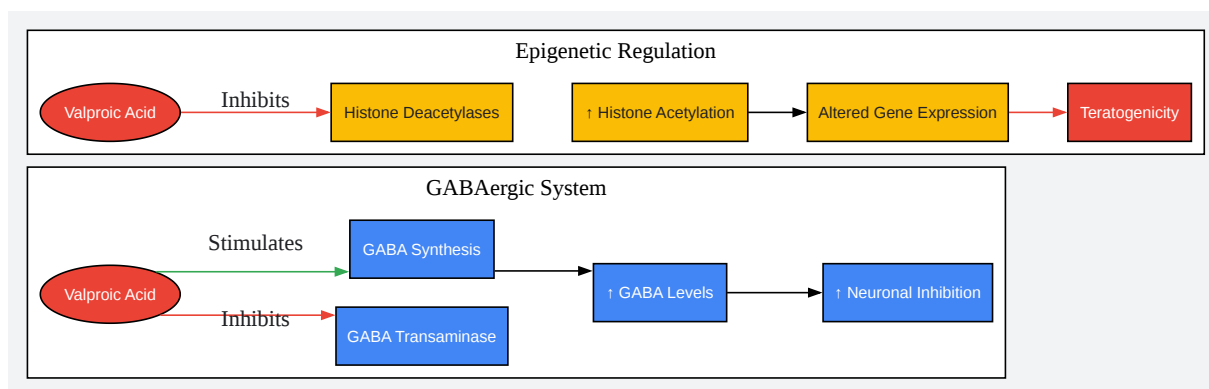 Epigenetic Regulation
Valproic Acid
Inhibits
Histone Deacetylases
↑ Histone Acetylation
Altered Gene Expression
Teratogenicity
GABAergic System
Valproic Acid
Stimulates
GABA Synthesis
Inhibits
GABA Transaminase
↑ GABA Levels
↑ Neuronal Inhibition